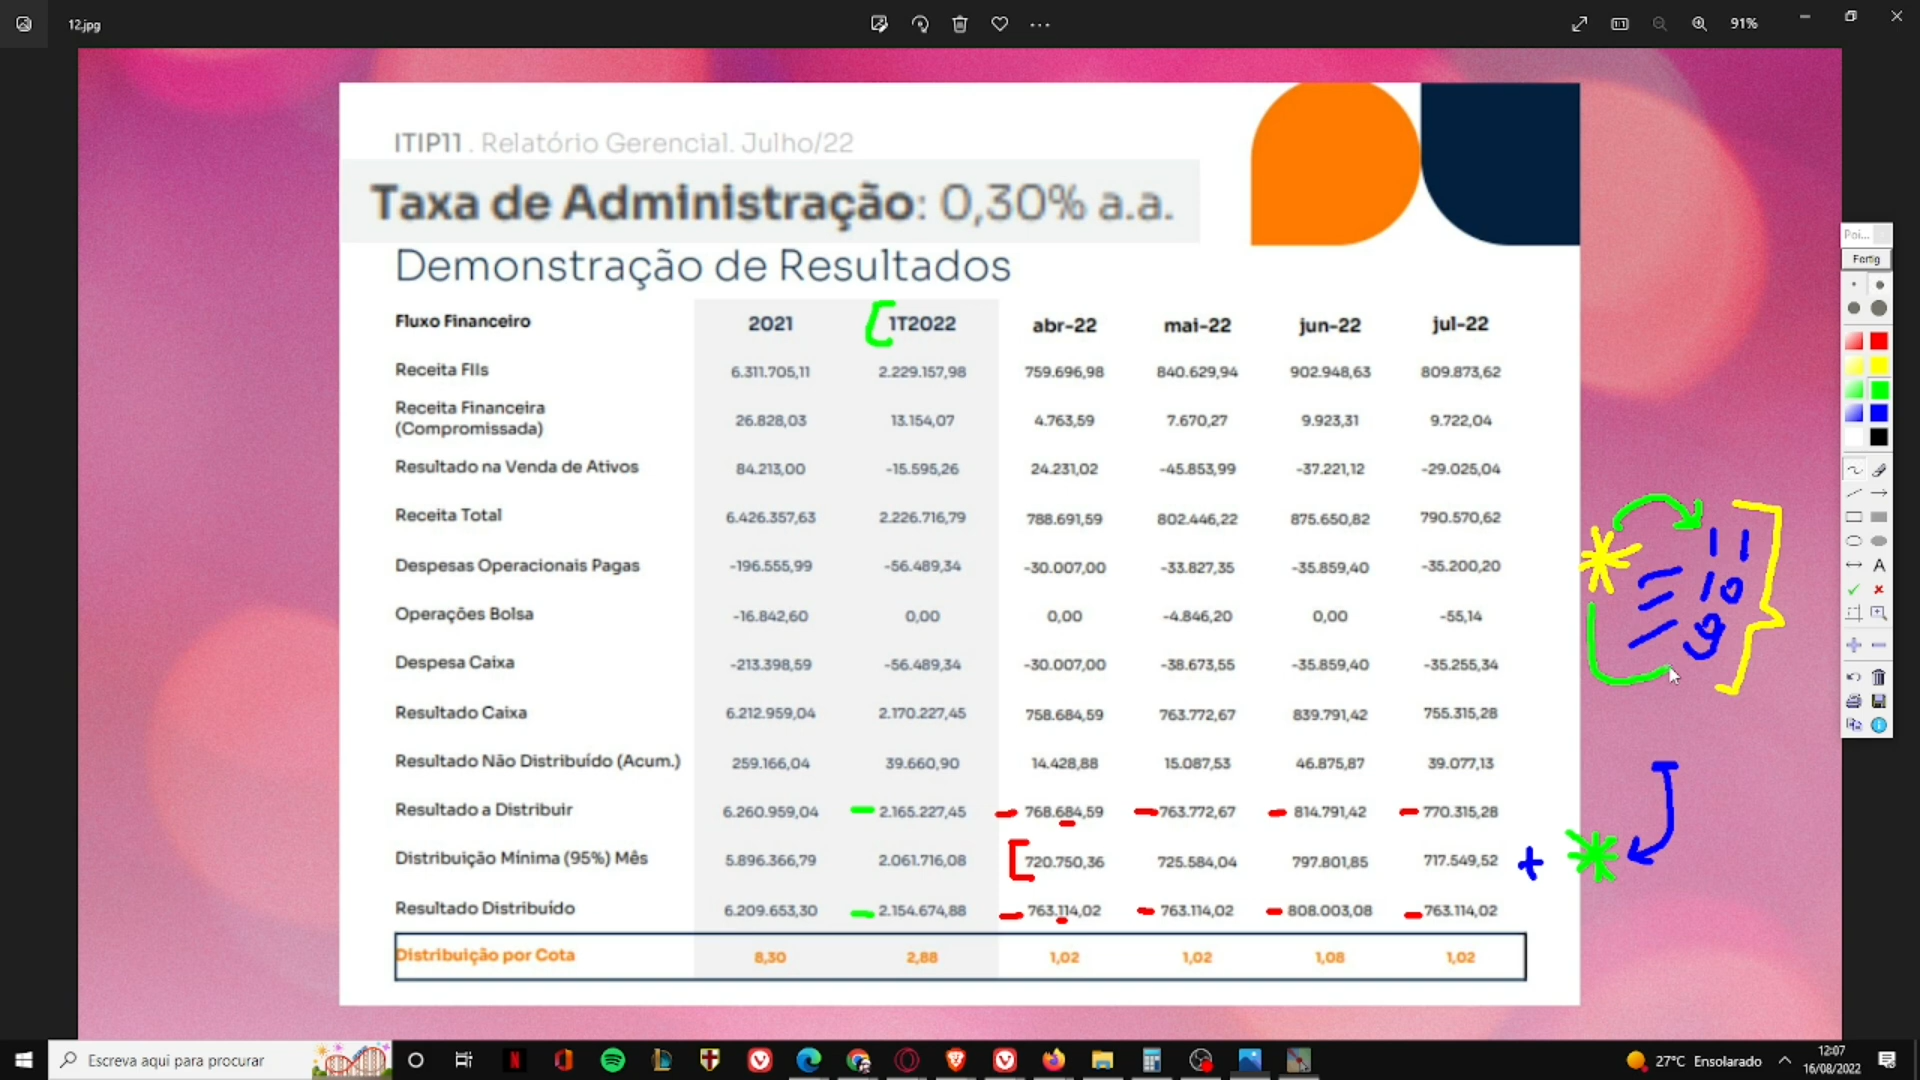 12.jpg
91%
ITIP11 . Relatório Gerencial. Julho/22
Taxa de Administração: 0,30% a.a.
Demonstração de Resultados
Fluxo Financeiro 2021 1T2022 abr-22 mai-22 jun-22 jul-22
Receita FIIs 6.311.705,11 2.229.157,98 759.696,98 840.629,94 902.948,63 809.873,62
Receita Financeira
(Compromissada) 26.828,03 13.154,07 4.763,59 7.670,27 9.923,31 9.722,04
Resultado na Venda de Ativos 84.213,00 -15.595,26 24.231,02 -45.853,99 -37.221,12 -29.025,04
Receita Total 6.426.357,63 2.226.716,79 788.691,59 802.446,22 875.650,82 790.570,62
Despesas Operacionais Pagas -196.555,99 -56.489,34 -30.007,00 -33.827,35 -35.859,40 -35.200,20
Operações Bolsa -16.842,60 0,00 0,00 -4.846,20 0,00 -55,14
Despesa Caixa -213.398,59 -56.489,34 -30.007,00 -38.673,55 -35.859,40 -35.255,34
Resultado Caixa 6.212.959,04 2.170.227,45 758.684,59 763.772,67 839.791,42 755.315,28
Resultado Não Distribuído (Acum.) 259.166,04 39.660,90 14.428,88 15.087,53 46.875,87 39.077,13
Resultado a Distribuir 6.260.959,04 2.165.227,45 768.684,59 763.772,67 814.791,42 770.315,28
Distribuição Mínima (95%) Mês 5.896.366,79 2.061.716,08 720.750,36 725.584,04 797.801,85 717.549,52 +
Resultado Distribuído 6.209.653,30 2.154.674,88 763.114,02 763.114,02 808.003,08 763.114,02
Distribuição por Cota 8,30 2,88 1,02 1,02 1,08 1,02
11
10
9
Poi...
Fertig
A
Escreva aqui para procurar
27°C Ensolarado
12:07
16/08/2022